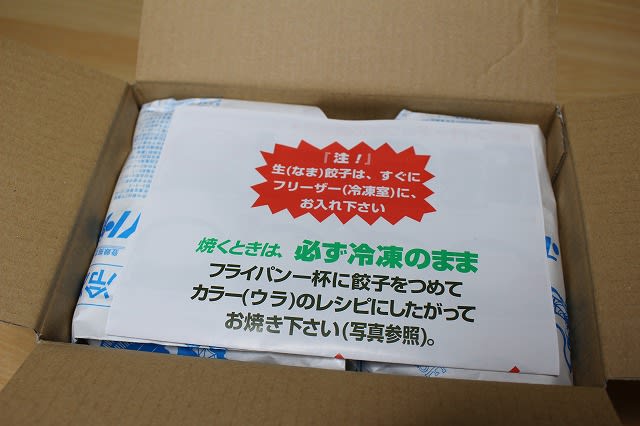 『注！』
生(なま)餃子は、すぐに
フリーザー(冷凍室)に、
お入れ下さい
焼くときは、必ず冷凍のまま
フライパン一杯に餃子をつめて
カラー(ウラ)のレシピにしたがって
お焼き下さい(写真参照)。
冷